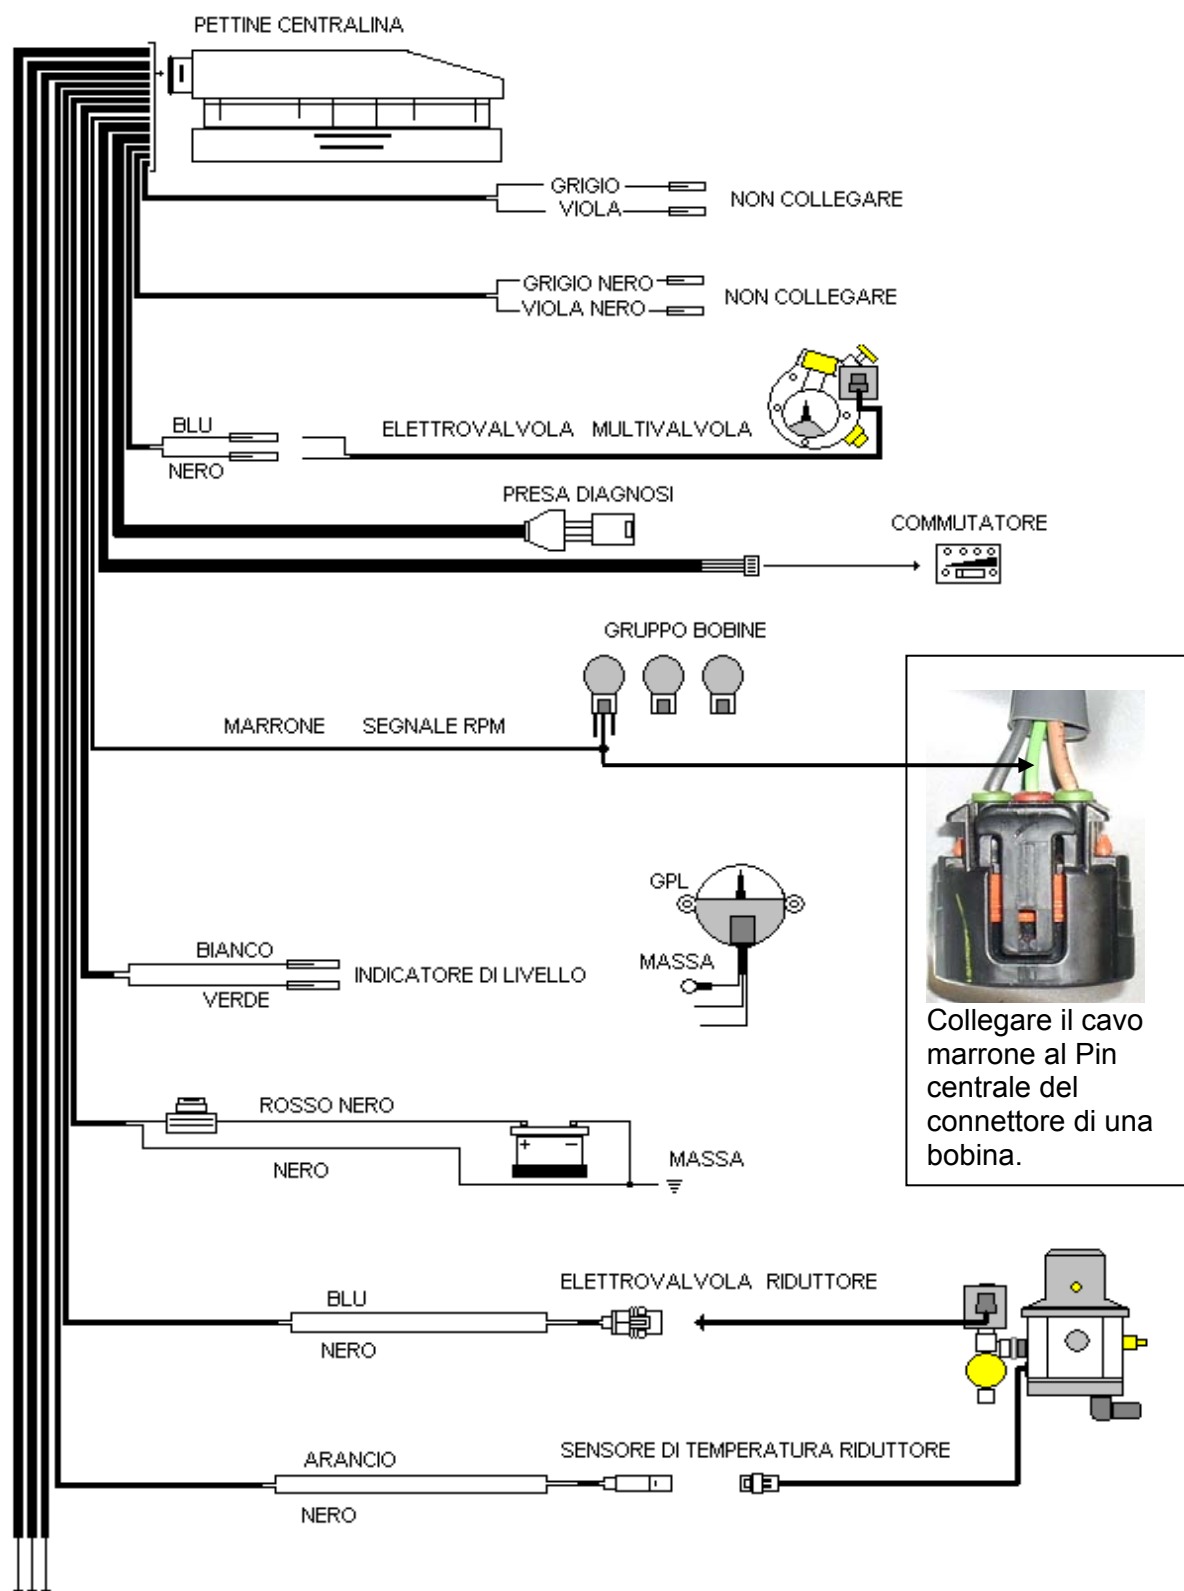 PETTINE CENTRALINA
GRIGIO
VIOLA
NON COLLEGARE
GRIGIO NERO
VIOLA NERO
NON COLLEGARE
BLU
NERO
ELETTROVALVOLA MULTIVALVOLA
PRESA DIAGNOSI
COMMUTATORE
GRUPPO BOBINE
MARRONE SEGNALE RPM
GPL
MASSA
BIANCO
VERDE
INDICATORE DI LIVELLO
Collegare il cavo
marrone al Pin
centrale del
connettore di una
bobina.
ROSSO NERO
NERO
+ −
MASSA
BLU
NERO
ELETTROVALVOLA RIDUTTORE
ARANCIO
NERO
SENSORE DI TEMPERATURA RIDUTTORE